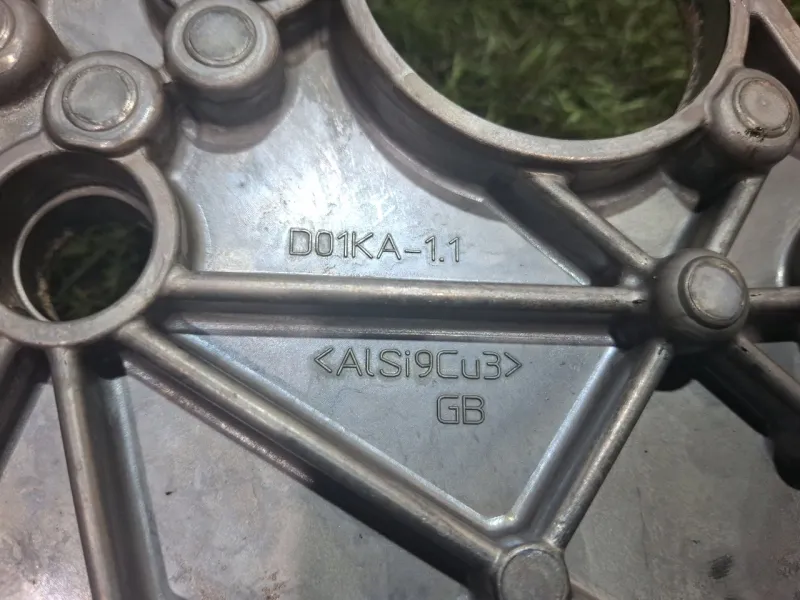 D01KA-1.1
<AlSi9Cu3>
GB